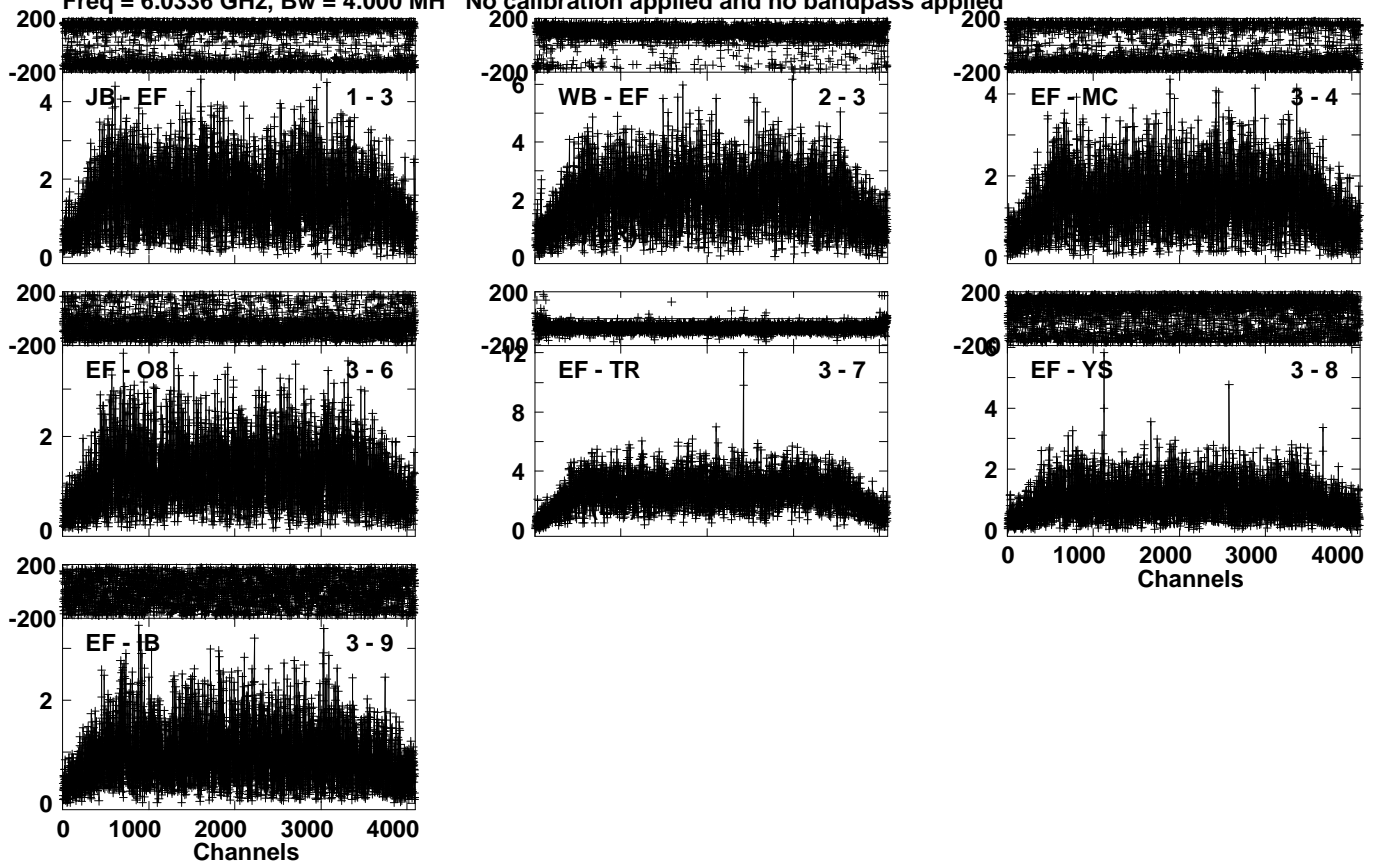 Freq = 6.0336 GHz, Bw = 4.000 MH No calibration applied and no bandpass applied
200 200 200
-200 -200 -200
JB - EF 1 - 3 WB - EF 2 - 3 EF - MC 3 - 4
4 6 4
2 4 2
0 2 0
0
200 200 200
-200 -200 -200
EF - O8 3 - 6 EF - TR 3 - 7 EF - YS 3 - 8
2 12 6
0 8 4
4 2
0 0
0 1000 2000 3000 4000
Channels
200
-200
EF - IB 3 - 9
2
0
0 1000 2000 3000 4000
Channels